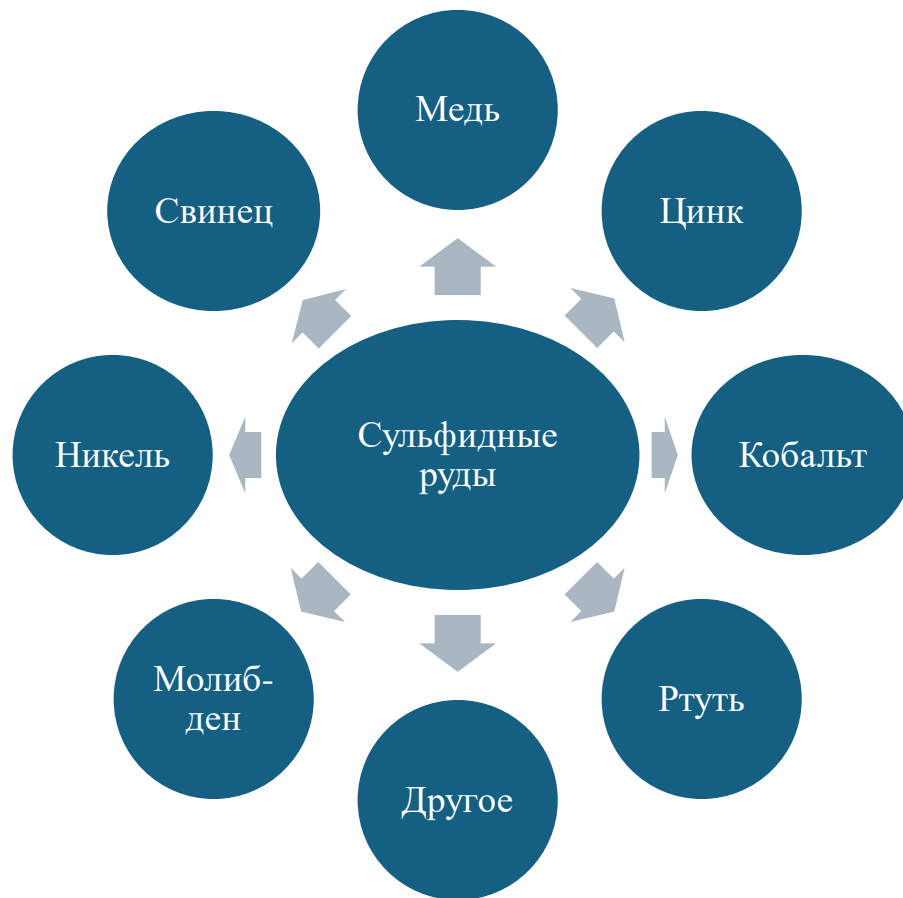 Медь
Свинец
Цинк
Сульфидные
руды
Никель
Кобальт
Молиб-
ден
Ртуть
Другое